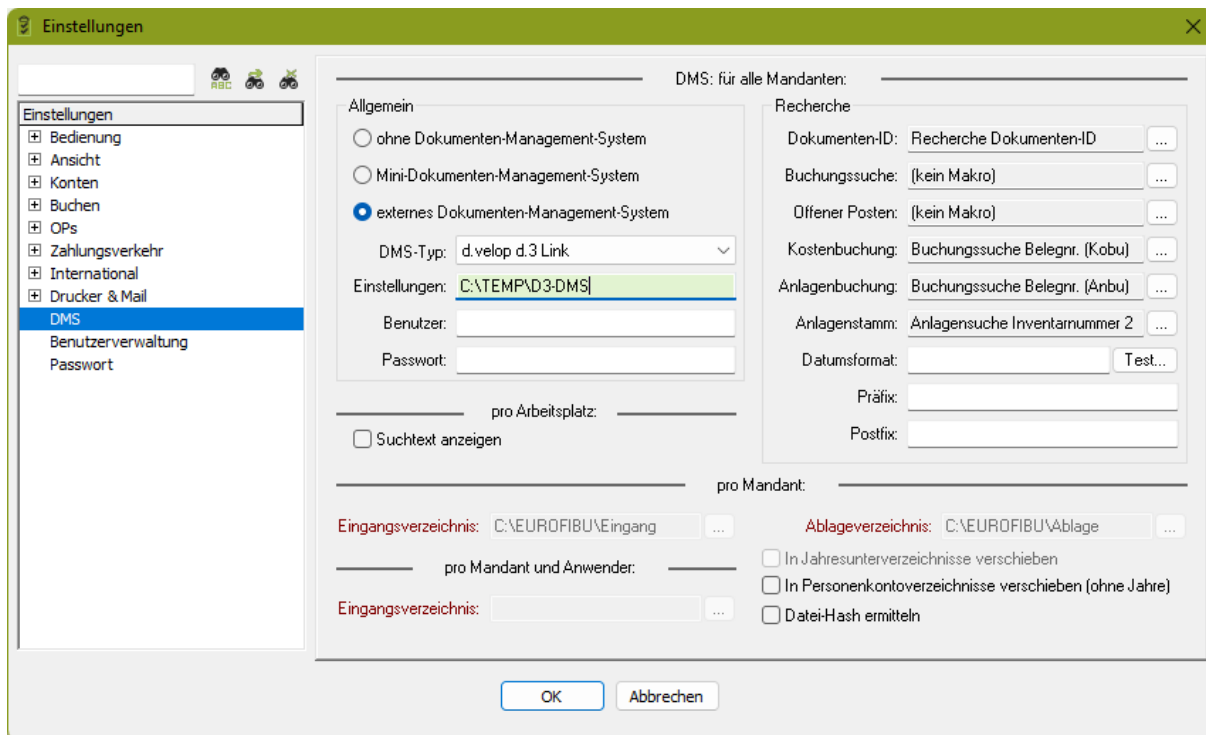 Einstellungen
ABC
Einstellungen
Bedienung
Ansicht
Konten
Buchen
OPs
Zahlungsverkehr
International
Drucker & Mail
DMS
Benutzerverwaltung
Passwort
DMS: für alle Mandanten:
Allgemein
ohne Dokumenten-Management-System
Mini-Dokumenten-Management-System
externes Dokumenten-Management-System
DMS-Typ: d.velop d.3 Link
Einstellungen: C:\TEMP\D3-DMS
Benutzer:
Passwort:
Recherche
Dokumenten-ID: Recherche Dokumenten-ID ...
Buchungssuche: (kein Makro) ...
Offener Posten: (kein Makro) ...
Kostenbuchung: Buchungssuche Belegnr. (Kobu) ...
Anlagenbuchung: Buchungssuche Belegnr. (Anbu) ...
Anlagenstamm: Anlagensuche Inventarnummer 2 ...
Datumsformat: Test...
Präfix:
Postfix:
pro Arbeitsplatz:
Suchtext anzeigen
pro Mandant:
Eingangsverzeichnis: C:\EUROFIBU\Eingang ...
Ablageverzeichnis: C:\EUROFIBU\Ablage ...
In Jahresunterverzeichnisse verschieben
In Personenkontoverzeichnisse verschieben (ohne Jahre)
Datei-Hash ermitteln
pro Mandant und Anwender:
Eingangsverzeichnis: ...
OK
Abbrechen